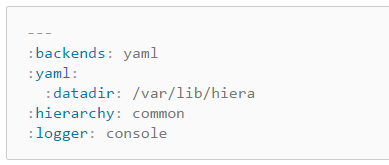 ---
:backends: yaml
:yaml:
  :datadir: /var/lib/hiera
:hierarchy: common
:logger: console